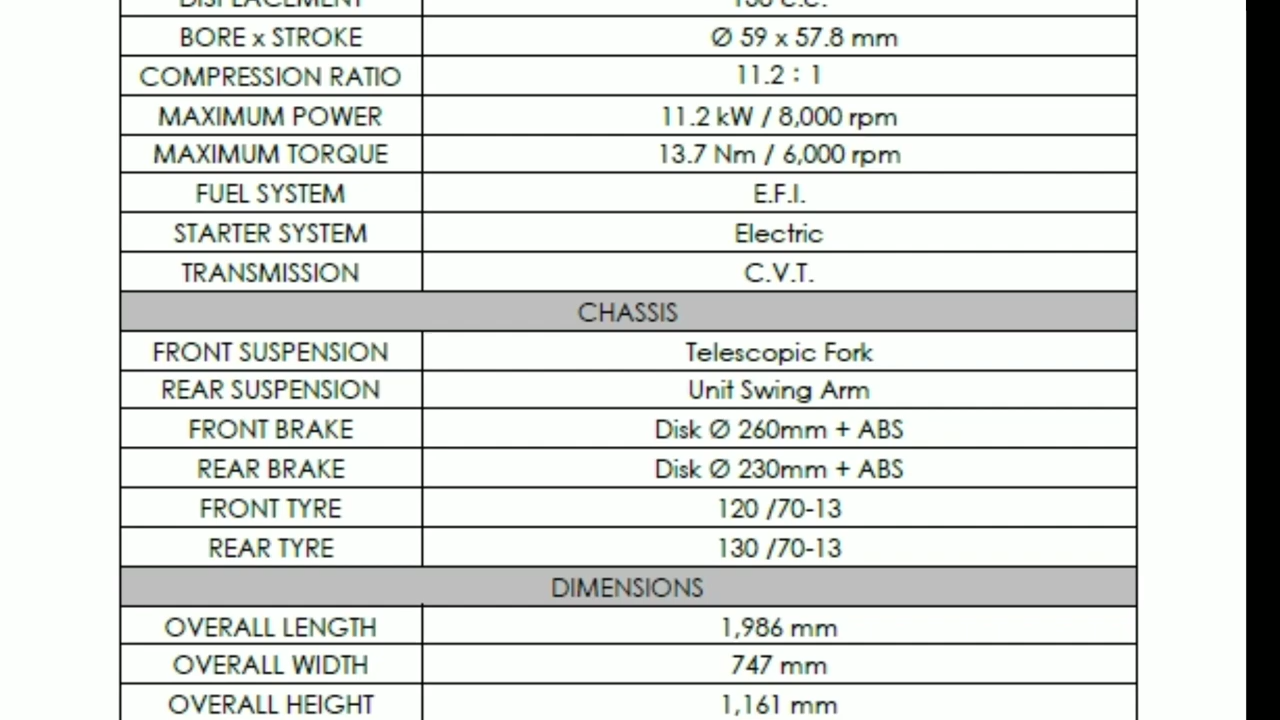 BORE x STROKE Ø 59 x 57.8 mm
COMPRESSION RATIO 11.2 : 1
MAXIMUM POWER 11.2 kW / 8,000 rpm
MAXIMUM TORQUE 13.7 Nm / 6,000 rpm
FUEL SYSTEM E.F.I.
STARTER SYSTEM Electric
TRANSMISSION C.V.T.
CHASSIS
FRONT SUSPENSION Telescopic Fork
REAR SUSPENSION Unit Swing Arm
FRONT BRAKE Disk Ø 260mm + ABS
REAR BRAKE Disk Ø 230mm + ABS
FRONT TYRE 120 /70-13
REAR TYRE 130 /70-13
DIMENSIONS
OVERALL LENGTH 1,986 mm
OVERALL WIDTH 747 mm
OVERALL HEIGHT 1,161 mm